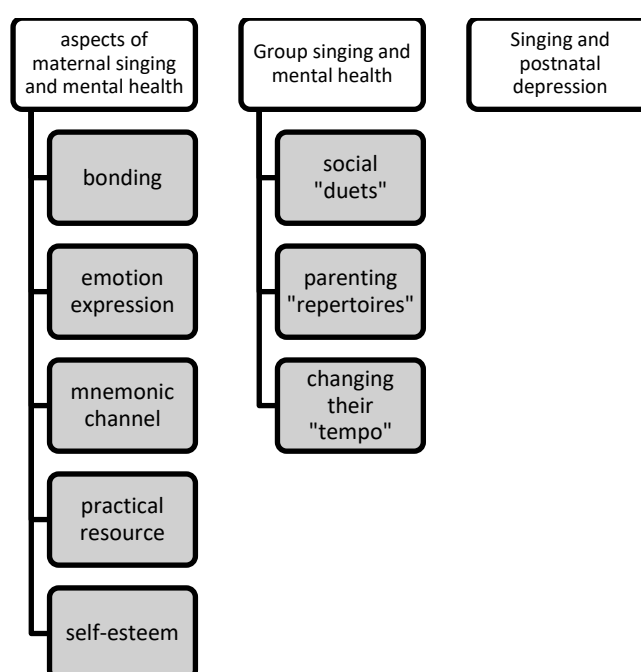 aspects of
maternal singing
and mental health
bonding
emotion
expression
mnemonic
channel
practical
resource
self-esteem
Group singing and
mental health
social
"duets"
parenting
"repertoires"
changing
their
"tempo"
Singing and
postnatal
depression